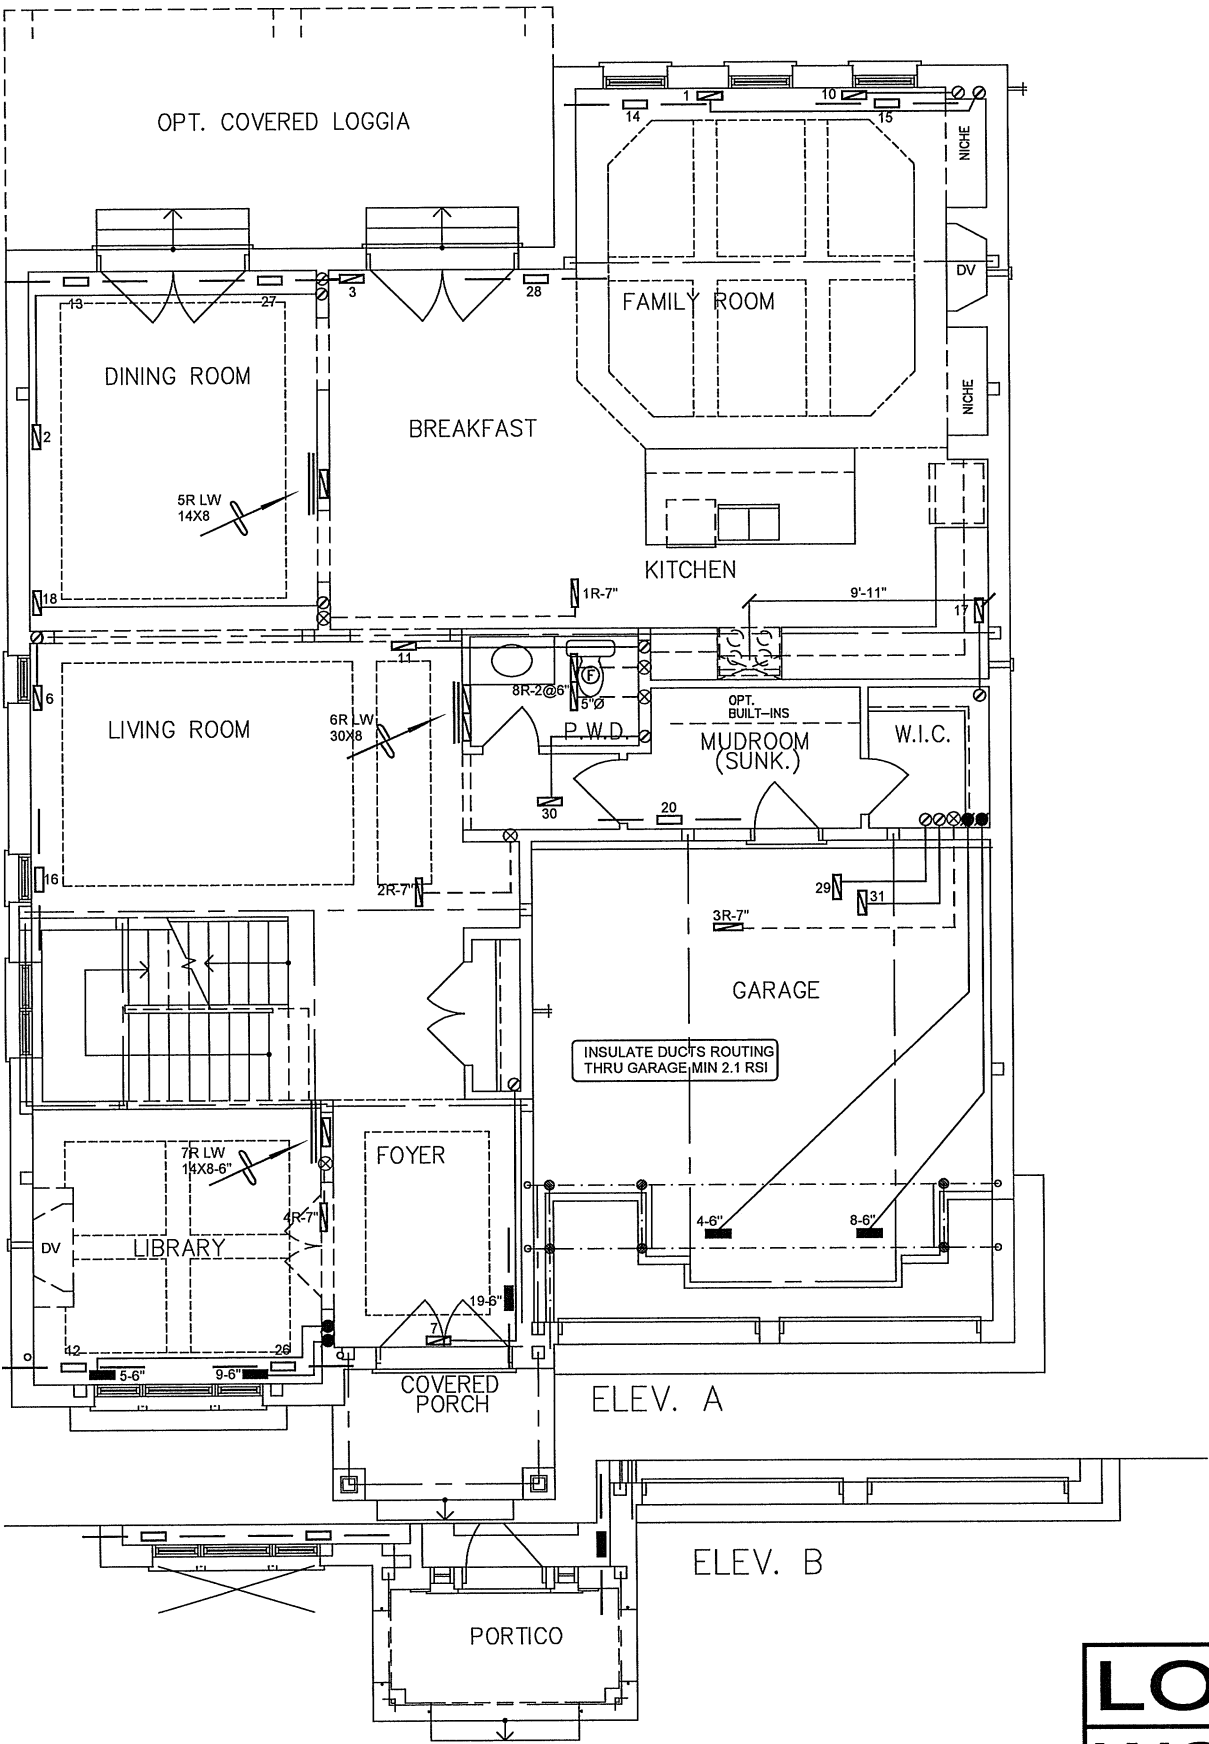 OPT. COVERED LOGGIA
1
10
14
15
NICHE
DV
NICHE
13
27
3
28
FAMILY ROOM
DINING ROOM
BREAKFAST
2
5R LW
14X8
KITCHEN
18
1R-7"
9'-11"
17
11
6
LIVING ROOM
6R LW
30X8
8R-2@6"
F
5"Ø
P.W.D.
OPT.
BUILT-INS
MUDROOM
(SUNK.)
W.I.C.
30
20
16
2R-7"
29
31
3R-7"
GARAGE
INSULATE DUCTS ROUTING
THRU GARAGE MIN 2.1 RSI
7R LW
14X8-6"
FOYER
4R-7"
DV
LIBRARY
4-6"
8-6"
19-6"
7
12
26
5-6"
9-6"
COVERED
PORCH
ELEV. A
ELEV. B
PORTICO
LO